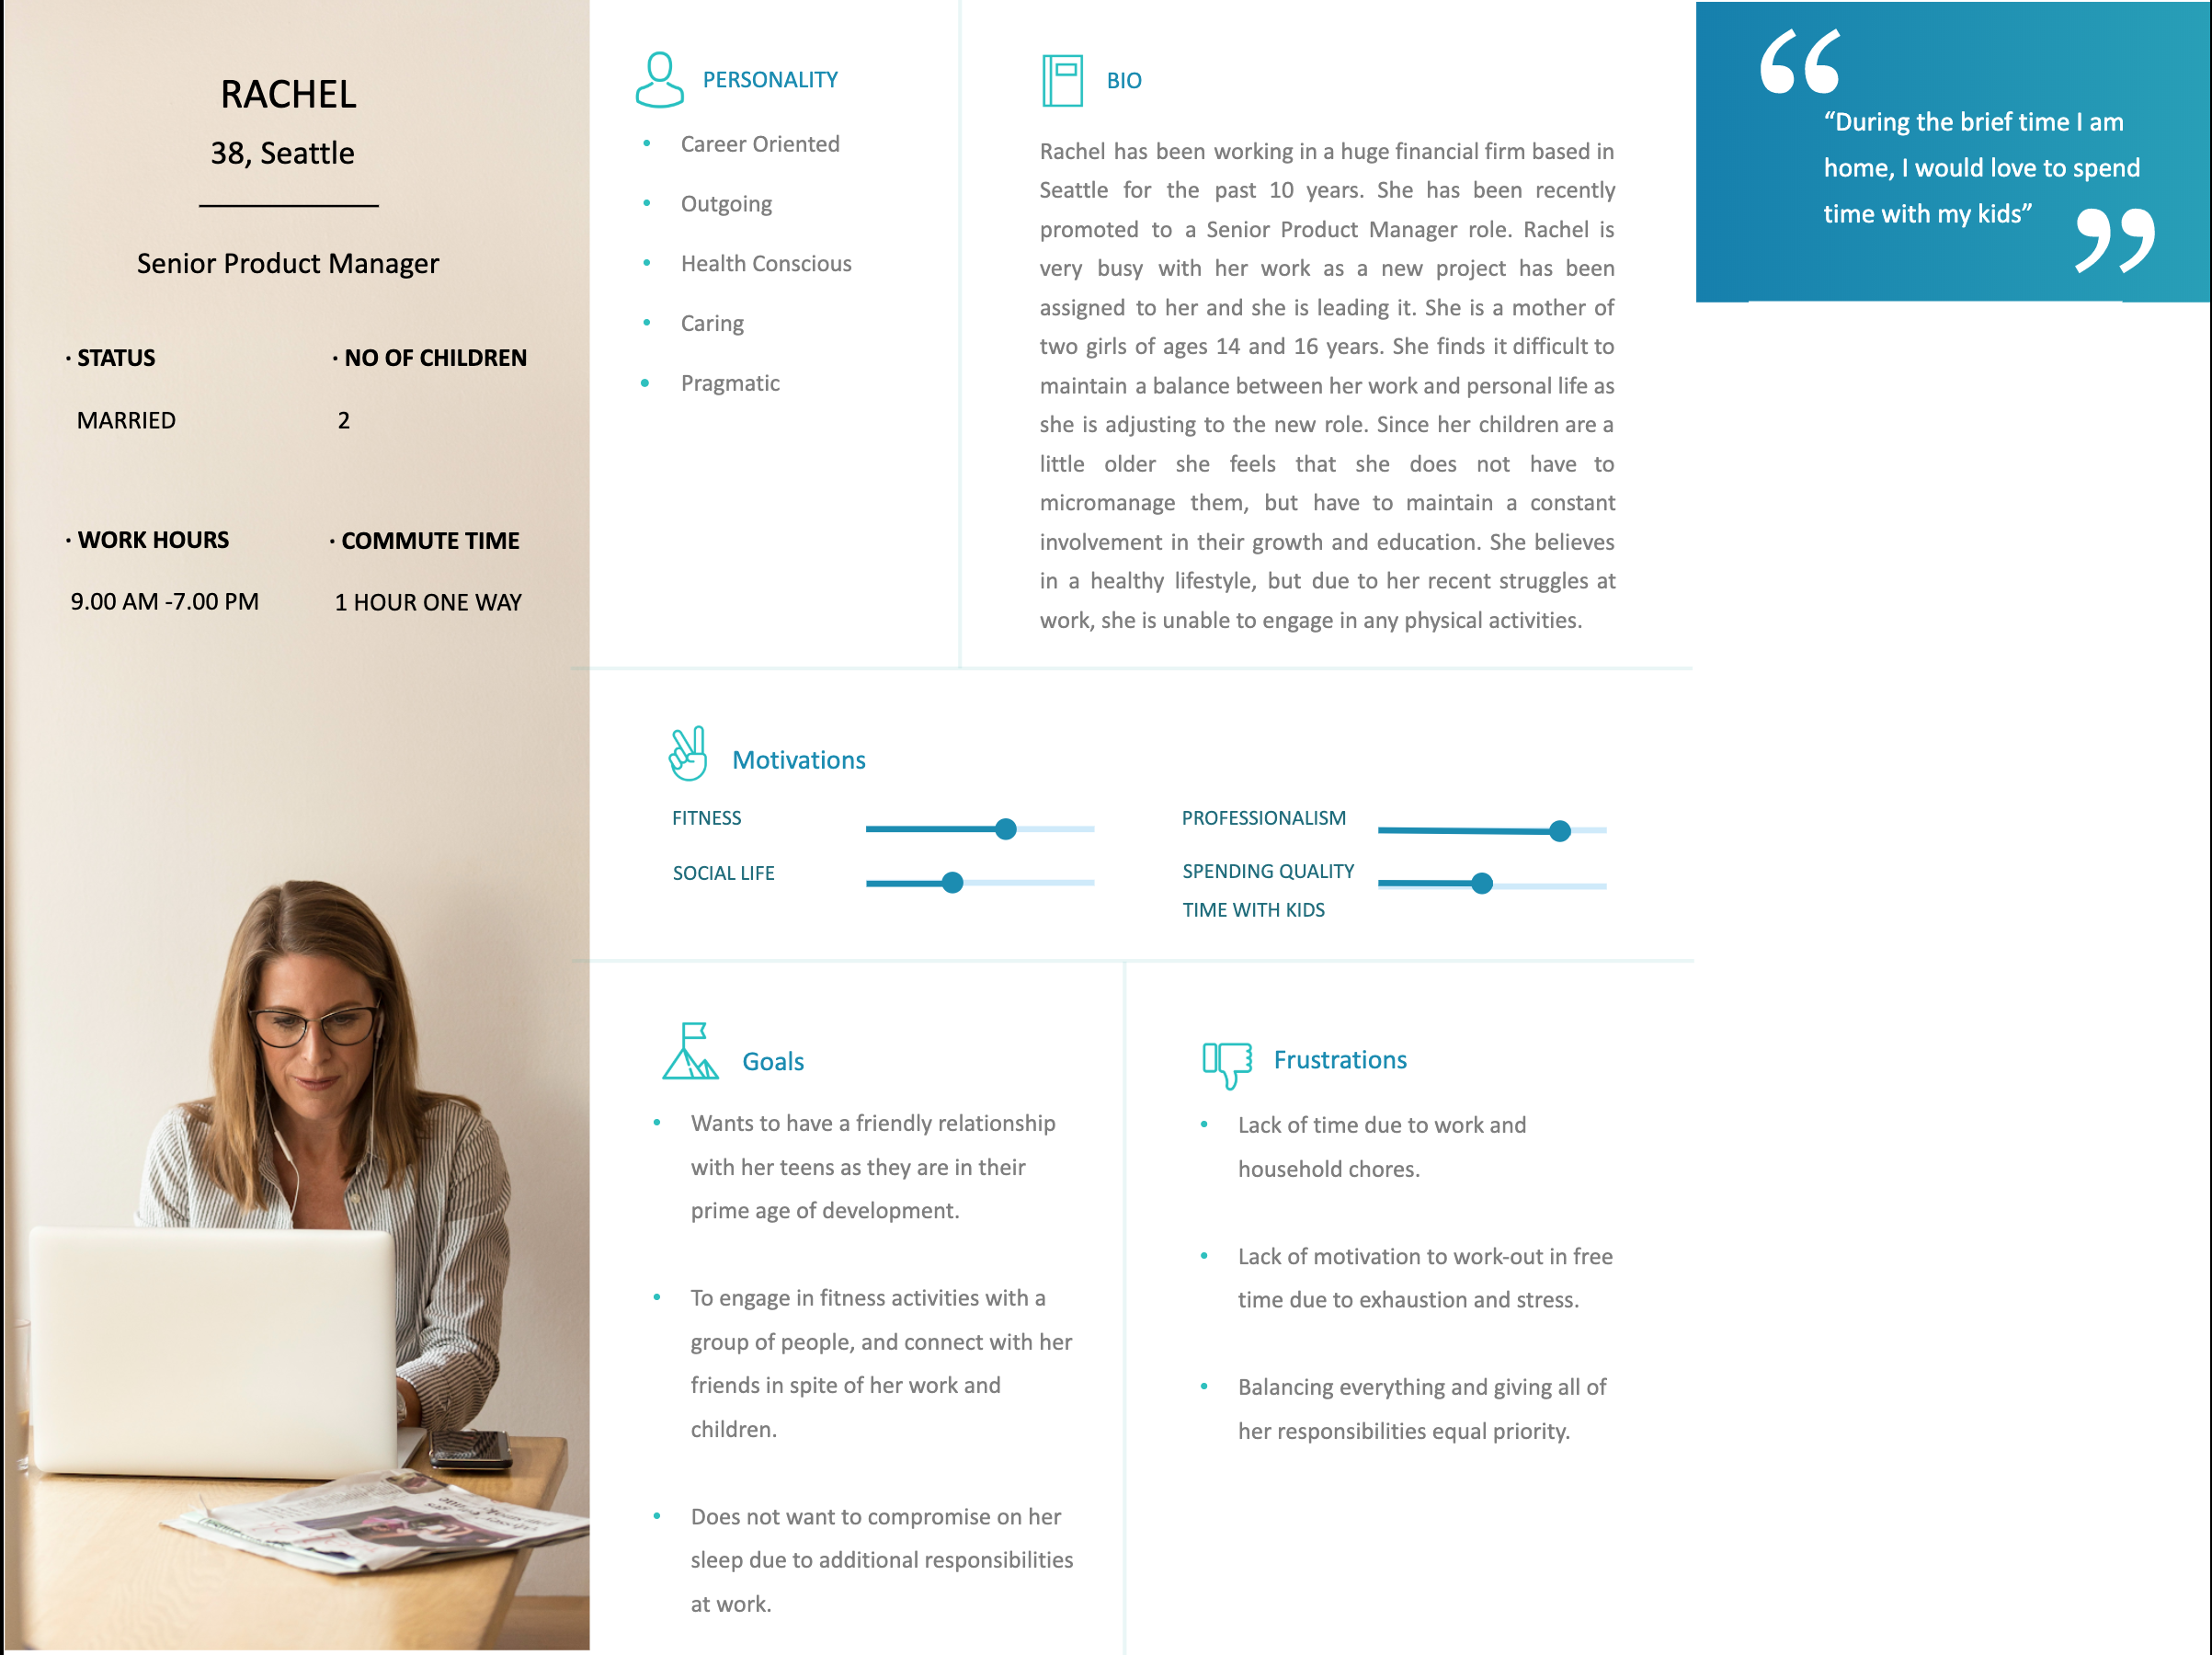 RACHEL
38, Seattle
Senior Product Manager
· STATUS
· NO OF CHILDREN
MARRIED
2
· WORK HOURS
· COMMUTE TIME
9.00 AM -7.00 PM
1 HOUR ONE WAY
PERSONALITY
• Career Oriented
• Outgoing
• Health Conscious
• Caring
• Pragmatic
BIO
Rachel has been working in a huge financial firm based in
Seattle for the past 10 years. She has been recently
promoted to a Senior Product Manager role. Rachel is
very busy with her work as a new project has been
assigned to her and she is leading it. She is a mother of
two girls of ages 14 and 16 years. She finds it difficult to
maintain a balance between her work and personal life as
she is adjusting to the new role. Since her children are a
little older she feels that she does not have to
micromanage them, but have to maintain a constant
involvement in their growth and education. She believes
in a healthy lifestyle, but due to her recent struggles at
work, she is unable to engage in any physical activities.
“During the brief time I am
home, I would love to spend
time with my kids”
Motivations
FITNESS
SOCIAL LIFE
PROFESSIONALISM
SPENDING QUALITY
TIME WITH KIDS
Goals
• Wants to have a friendly relationship
with her teens as they are in their
prime age of development.
• To engage in fitness activities with a
group of people, and connect with her
friends in spite of her work and
children.
• Does not want to compromise on her
sleep due to additional responsibilities
at work.
Frustrations
• Lack of time due to work and
household chores.
• Lack of motivation to work-out in free
time due to exhaustion and stress.
• Balancing everything and giving all of
her responsibilities equal priority.